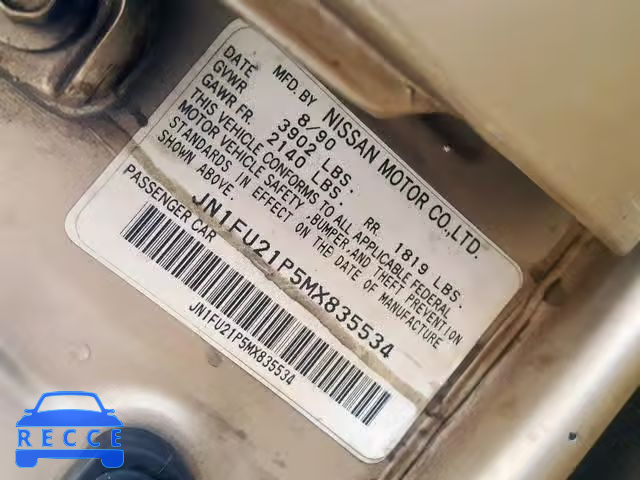 MFD.BY NISSAN MOTOR CO.,LTD.
DATE 8/90
GVWR 3902 LBS.
GAWR FR. 2140 LBS. RR. 1819 LBS.
THIS VEHICLE CONFORMS TO ALL APPLICABLE FEDERAL
MOTOR VEHICLE SAFETY, BUMPER AND THEFT PREVENTION
STANDARDS IN EFFECT ON THE DATE OF MANUFACTURE
SHOWN ABOVE.
JN1FU21P5MX835534
PASSENGER CAR
JN1FU21P5MX835534
RECCE